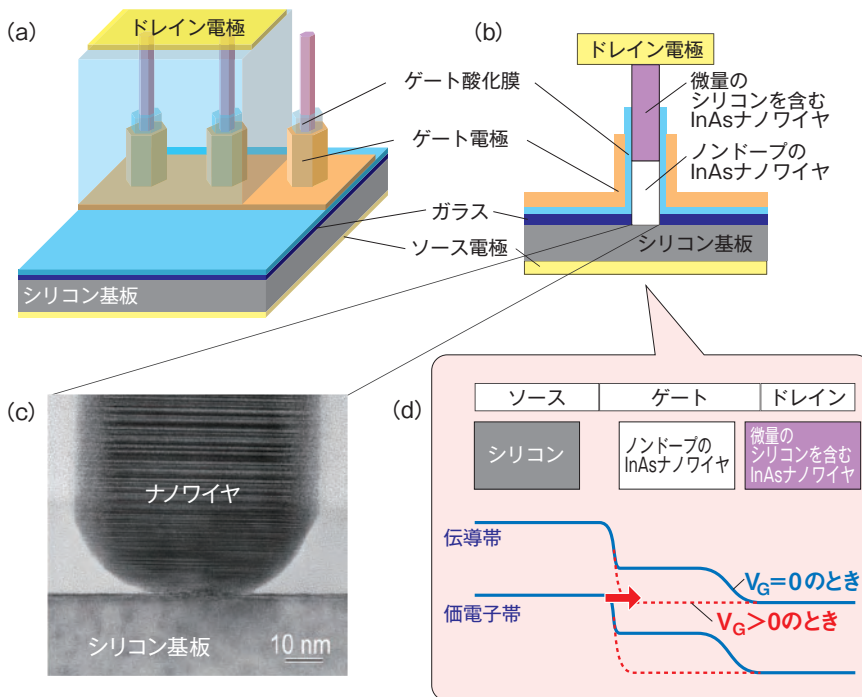 (a)
ドレイン電極
シリコン基板
(b)
ドレイン電極
ゲート酸化膜
ゲート電極
ガラス
ソース電極
微量の
シリコンを含む
InAsナノワイヤ
ノンドープの
InAsナノワイヤ
シリコン基板
(c)
ナノワイヤ
シリコン基板
10 nm
(d)
ソース
ゲート
ドレイン
シリコン
ノンドープの
InAsナノワイヤ
微量の
シリコンを含む
InAsナノワイヤ
伝導帯
価電子帯
VG=0のとき
VG>0のとき